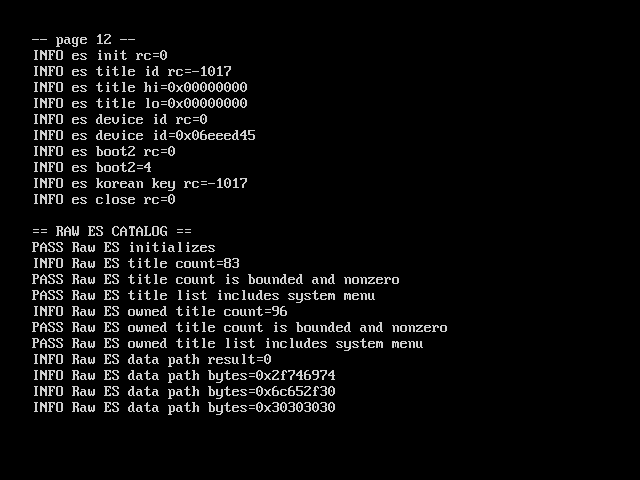 -- page 12 --
INFO es init rc=0
INFO es title id rc=-1017
INFO es title hi=0x00000000
INFO es title lo=0x00000000
INFO es device id rc=0
INFO es device id=0x06eeed45
INFO es boot2 rc=0
INFO es boot2=4
INFO es korean key rc=-1017
INFO es close rc=0
== RAW ES CATALOG ==
PASS Raw ES initializes
INFO Raw ES title count=83
PASS Raw ES title count is bounded and nonzero
PASS Raw ES title list includes system menu
INFO Raw ES owned title count=96
PASS Raw ES owned title count is bounded and nonzero
PASS Raw ES owned title list includes system menu
INFO Raw ES data path result=0
INFO Raw ES data path bytes=0x2f746974
INFO Raw ES data path bytes=0x6c652f30
INFO Raw ES data path bytes=0x30303030